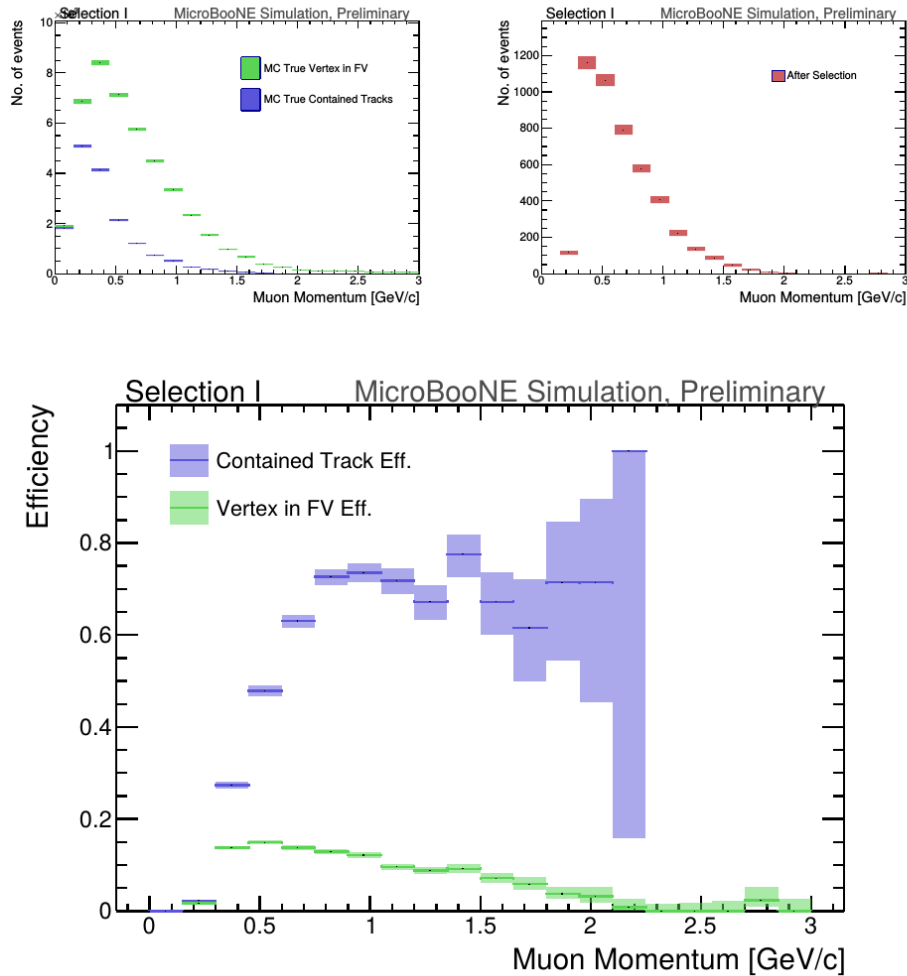 Selection I MicroBooNE Simulation, Preliminary
No. of events
10
8
6
4
2
0
MC True Vertex in FV
MC True Contained Tracks
0 0.5 1 1.5 2 2.5 3
Muon Momentum [GeV/c]
Selection I MicroBooNE Simulation, Preliminary
No. of events
1200
1000
800
600
400
200
0
After Selection
0 0.5 1 1.5 2 2.5 3
Muon Momentum [GeV/c]
Selection I MicroBooNE Simulation, Preliminary
Efficiency
1
0.8
0.6
0.4
0.2
0
Contained Track Eff.
Vertex in FV Eff.
0 0.5 1 1.5 2 2.5 3
Muon Momentum [GeV/c]